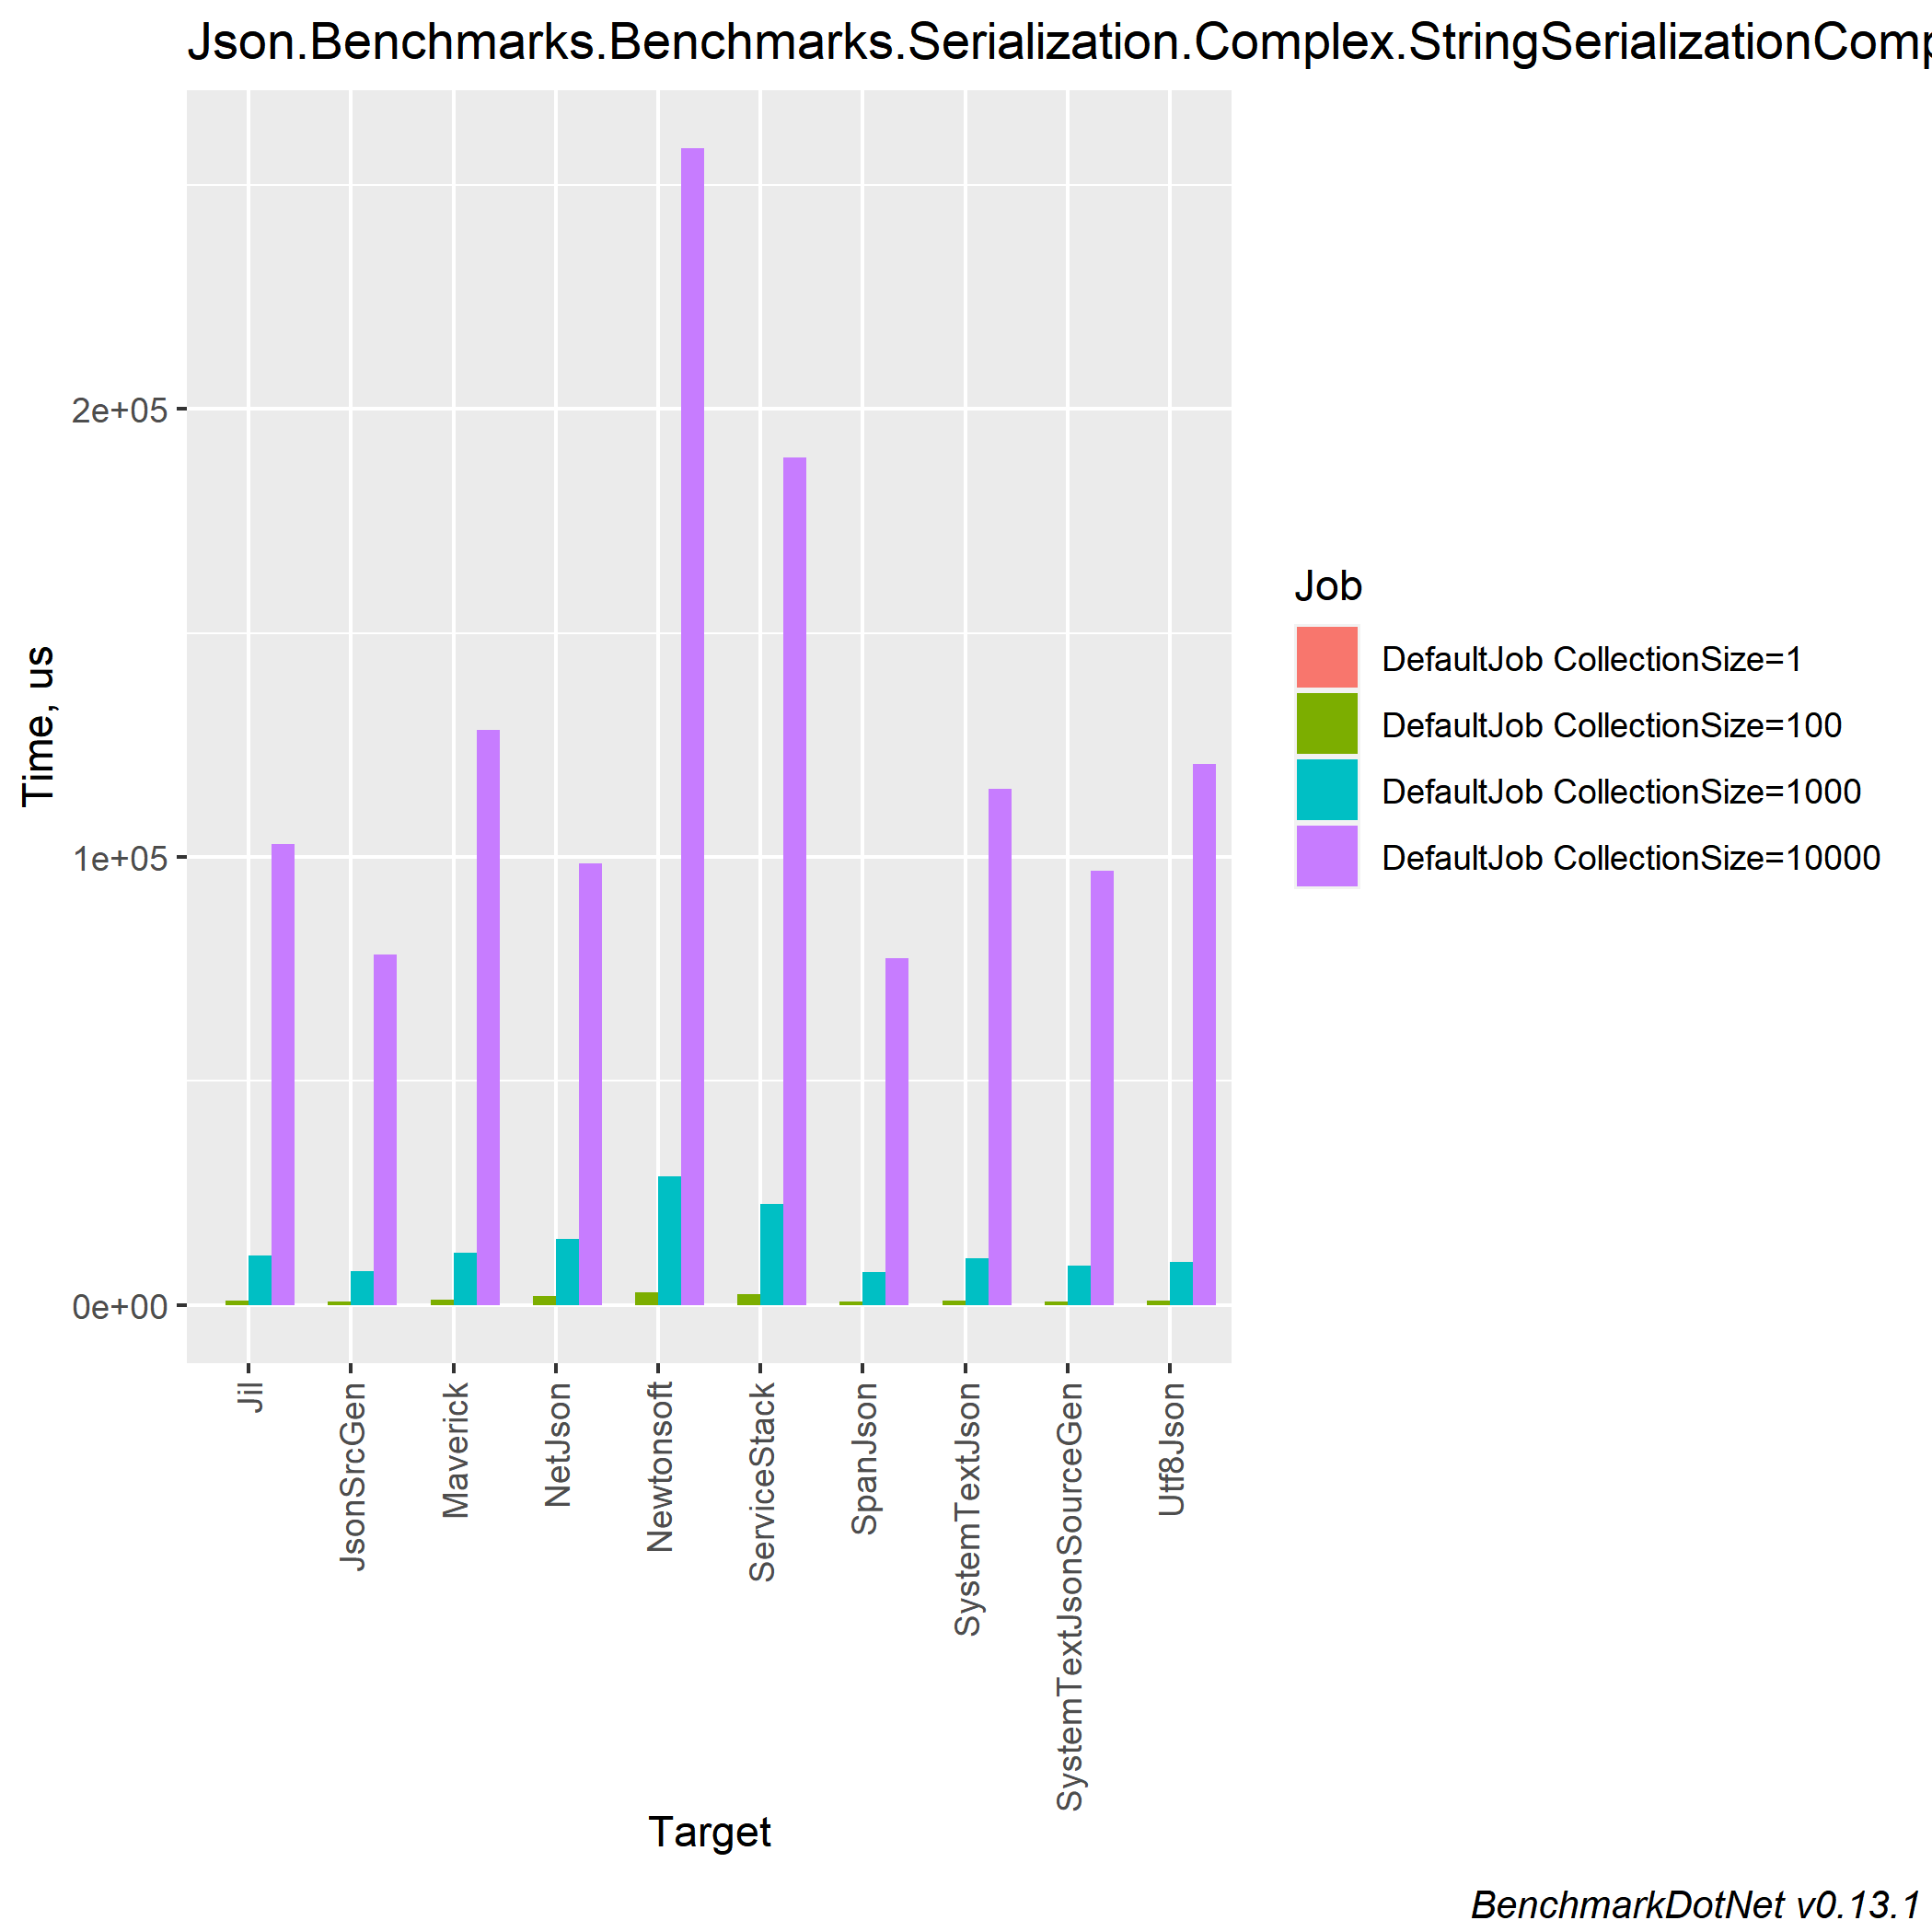 Json.Benchmarks.Benchmarks.Serialization.Complex.StringSerializationComp
Time, us
2e+05
1e+05
0e+00
Jil
JsonSrcGen
Maverick
NetJson
Newtonsoft
ServiceStack
SpanJson
SystemTextJson
SystemTextJsonSourceGen
Utf8Json
Target
Job
DefaultJob CollectionSize=1
DefaultJob CollectionSize=100
DefaultJob CollectionSize=1000
DefaultJob CollectionSize=10000
BenchmarkDotNet v0.13.1